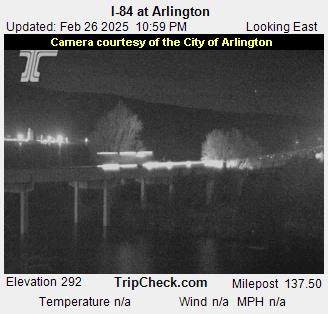 I-84 at Arlington
Updated: Feb 26 2025 10:59 PM Looking East
Camera courtesy of the City of Arlington
Elevation 292 TripCheck.com Milepost 137.50
Temperature n/a Wind n/a MPH n/a